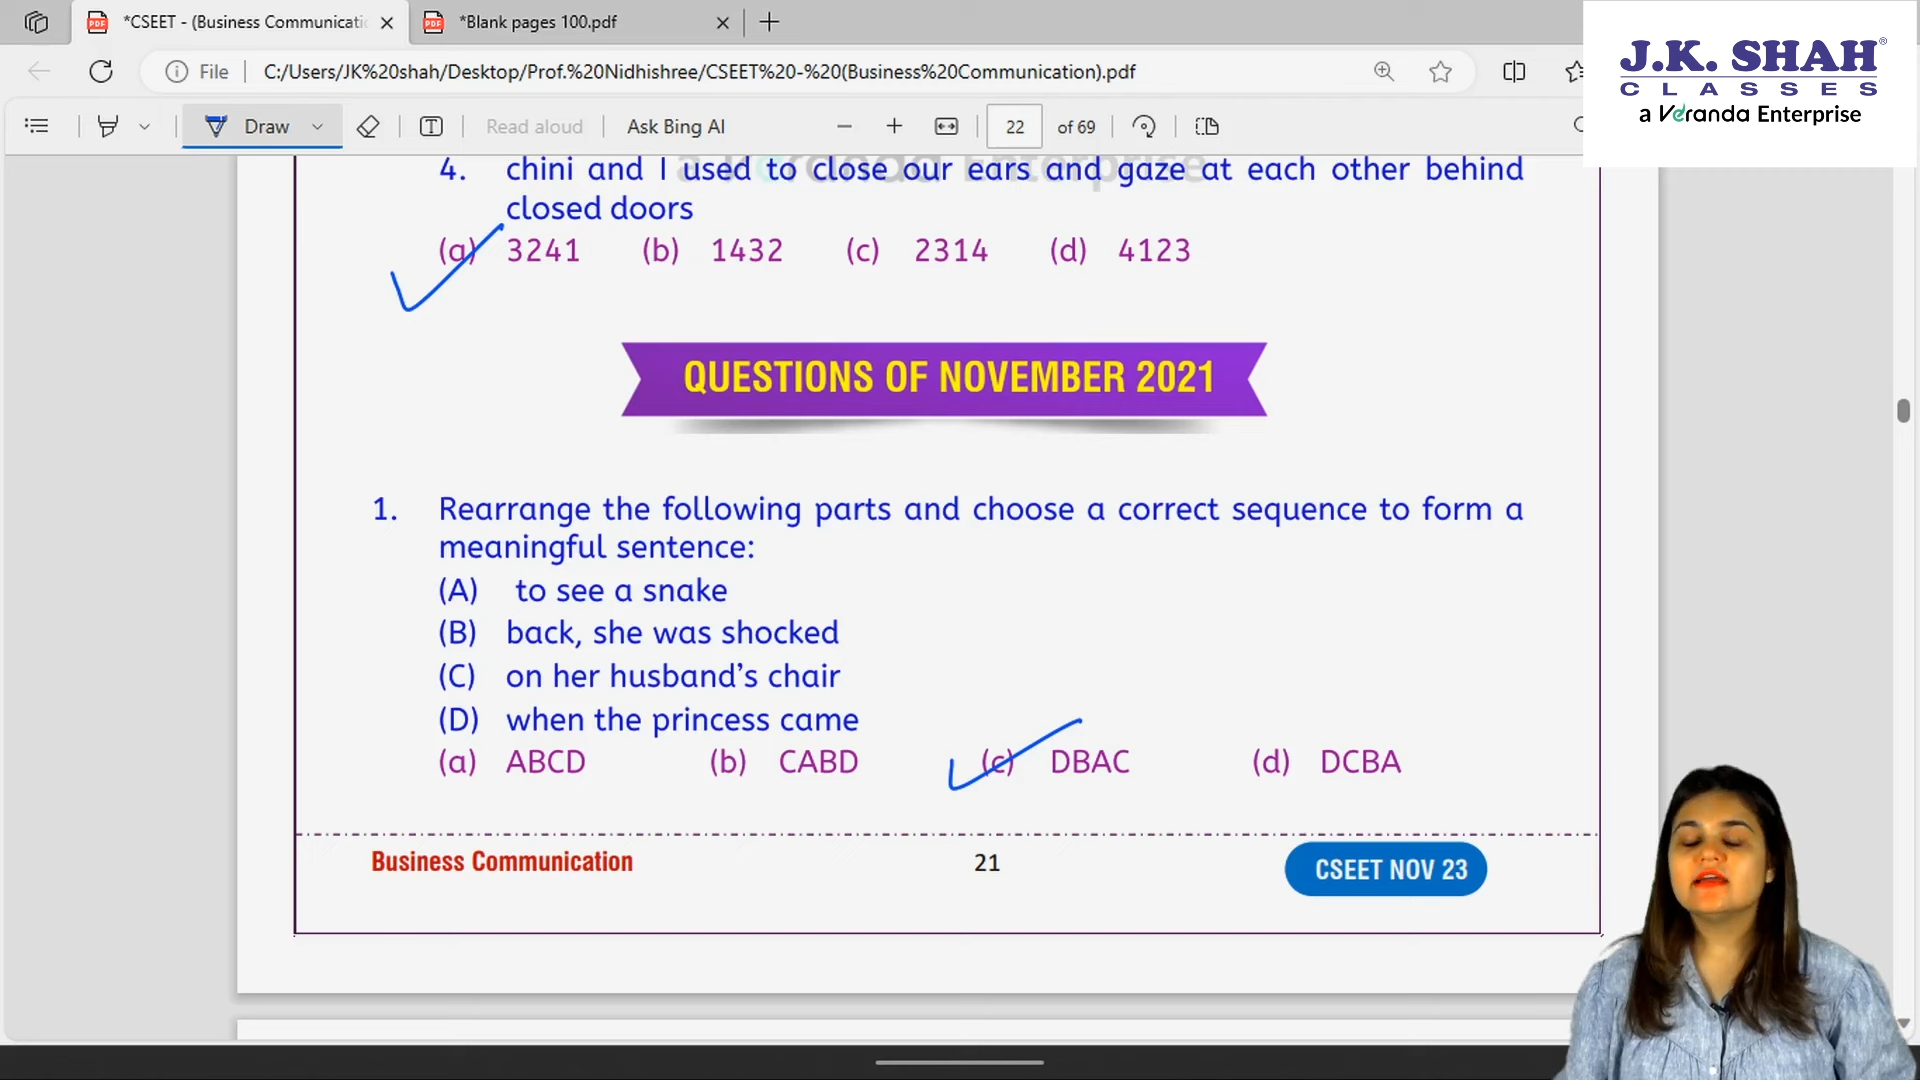 *CSEET - (Business Communicati
*Blank pages 100.pdf
File
C:/Users/JK%20shah/Desktop/Prof.%20Nidhishree/CSEET%20-%20(Business%20Communication).pdf
J.K. SHAH®
CLASSES
a Veranda Enterprise
Draw
Read aloud
Ask Bing AI
22 of 69
a Veranda Enterprise
4. chini and I used to close our ears and gaze at each other behind
closed doors
(a) 3241 (b) 1432 (c) 2314 (d) 4123
QUESTIONS OF NOVEMBER 2021
1. Rearrange the following parts and choose a correct sequence to form a
meaningful sentence:
(A) to see a snake
(B) back, she was shocked
(C) on her husband’s chair
(D) when the princess came
(a) ABCD (b) CABD (c) DBAC (d) DCBA
Business Communication
21
CSEET NOV 23